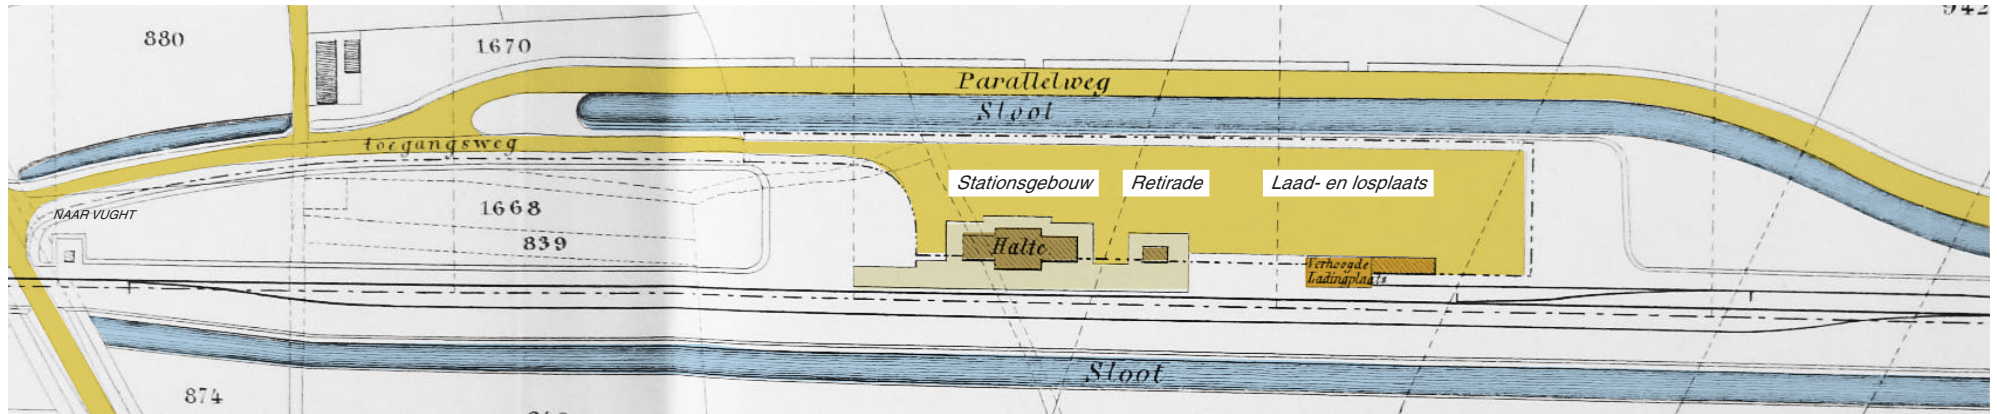 880
1670
942
Parallelweg
Sloot
toegangsweg
Stationsgebouw
Retirade
Laad- en losplaats
NAAR VUGHT
1668
839
Halte
Verhoogde
Ladingplaats
Sloot
874